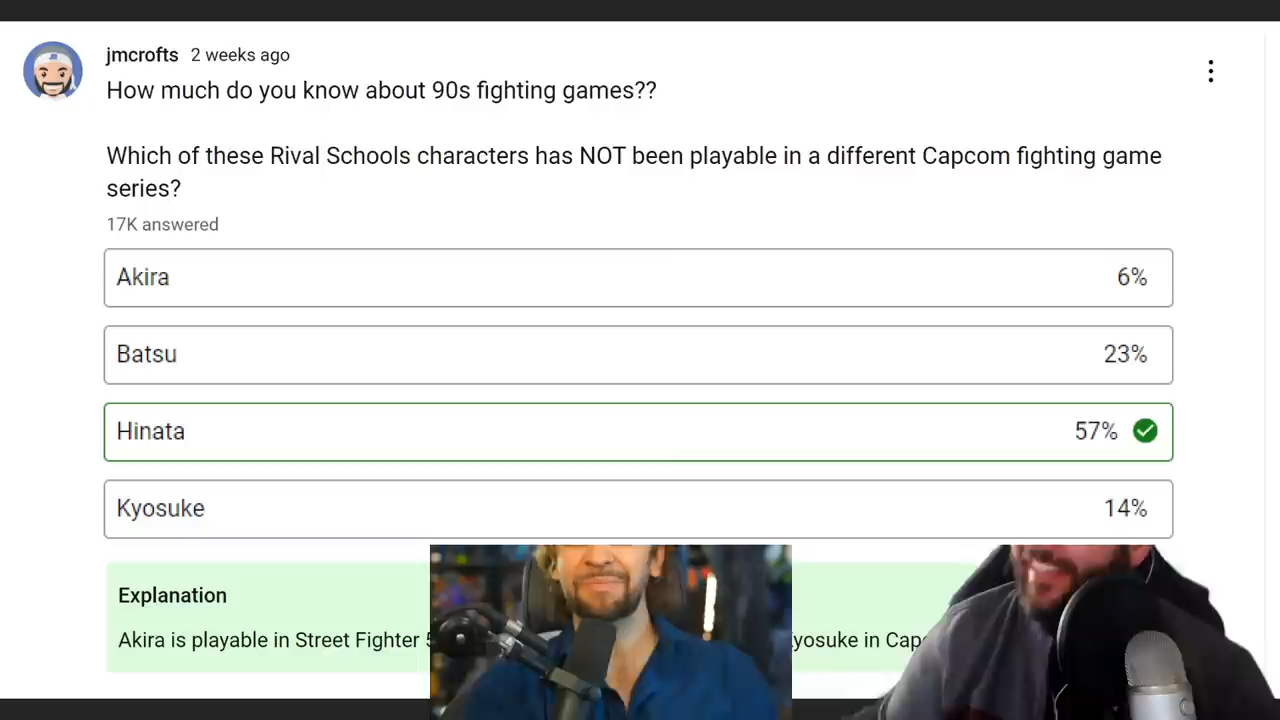 jmcrofts 2 weeks ago
How much do you know about 90s fighting games??
Which of these Rival Schools characters has NOT been playable in a different Capcom fighting game
series?
17K answered
Akira 6%
Batsu 23%
Hinata 57%
Kyosuke 14%
Explanation
Akira is playable in Street Fighter in